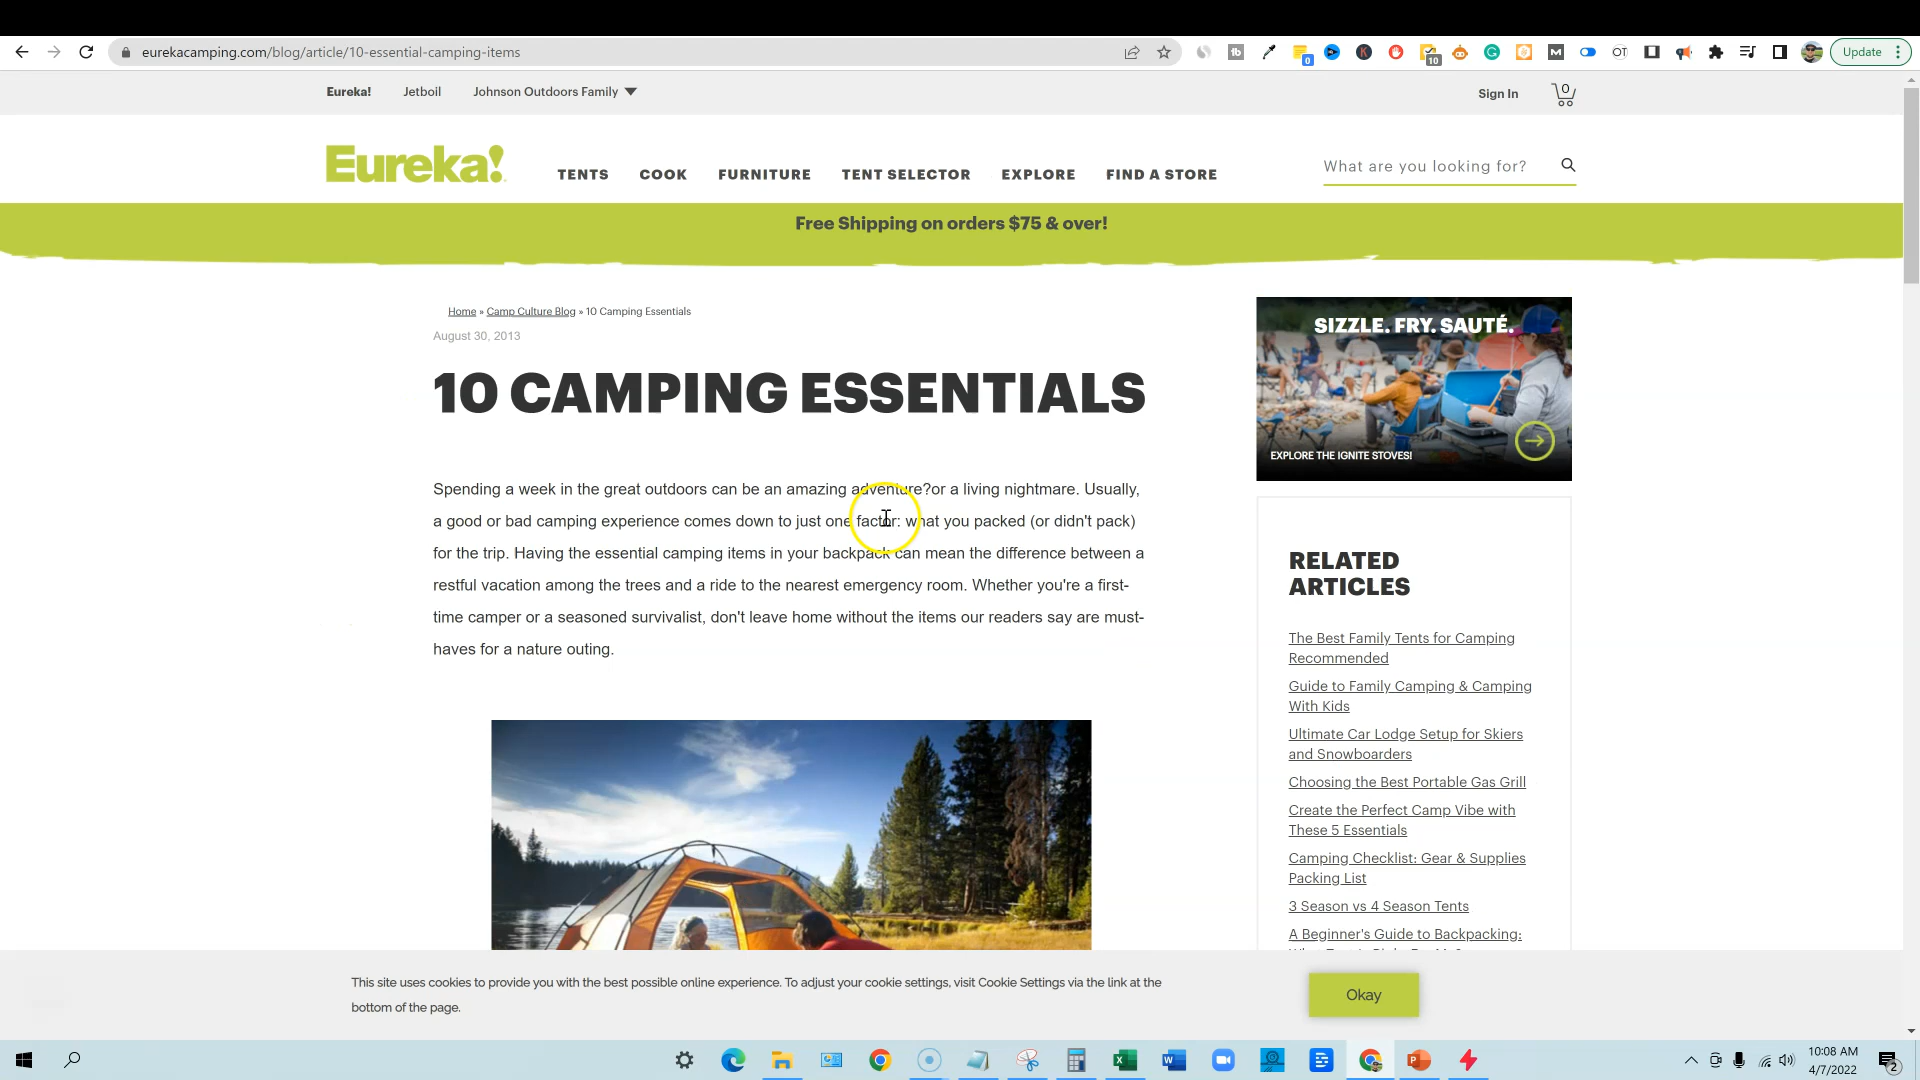 eurekacamping.com/blog/article/10-essential-camping-items
Update
Eureka! Jetboil Johnson Outdoors Family
Sign In
0
Eureka!
TENTS COOK FURNITURE TENT SELECTOR EXPLORE FIND A STORE
What are you looking for?
Free Shipping on orders $75 & over!
Home » Camp Culture Blog » 10 Camping Essentials
August 30, 2013
10 CAMPING ESSENTIALS
Spending a week in the great outdoors can be an amazing adventure?or a living nightmare. Usually,
a good or bad camping experience comes down to just one factor: what you packed (or didn't pack)
for the trip. Having the essential camping items in your backpack can mean the difference between a
restful vacation among the trees and a ride to the nearest emergency room. Whether you're a first-
time camper or a seasoned survivalist, don't leave home without the items our readers say are must-
haves for a nature outing.
SIZZLE. FRY. SAUTÉ.
EXPLORE THE IGNITE STOVES!
RELATED
ARTICLES
The Best Family Tents for Camping
Recommended
Guide to Family Camping & Camping
With Kids
Ultimate Car Lodge Setup for Skiers
and Snowboarders
Choosing the Best Portable Gas Grill
Create the Perfect Camp Vibe with
These 5 Essentials
Camping Checklist: Gear & Supplies
Packing List
3 Season vs 4 Season Tents
A Beginner's Guide to Backpacking:
This site uses cookies to provide you with the best possible online experience. To adjust your cookie settings, visit Cookie Settings via the link at the
bottom of the page.
Okay
10:08 AM
4/7/2022
2